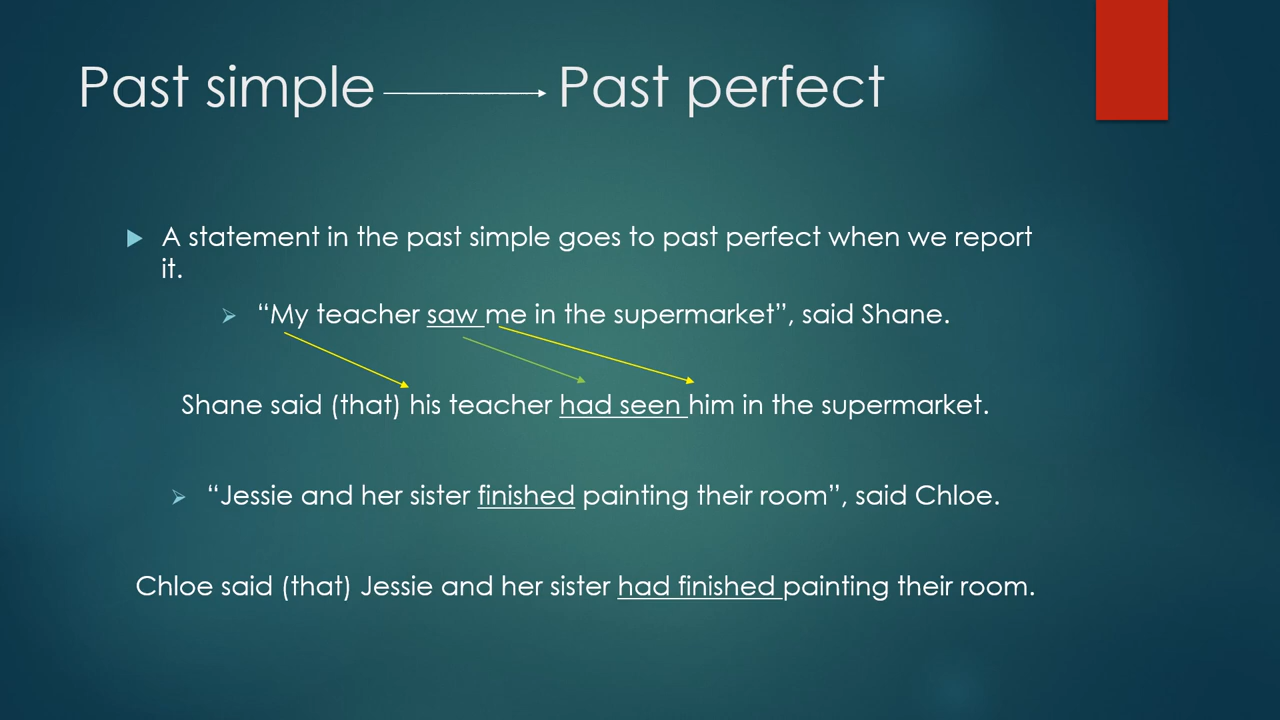 Past simple Past perfect
A statement in the past simple goes to past perfect when we report
it.
“My teacher saw me in the supermarket”, said Shane.
Shane said (that) his teacher had seen him in the supermarket.
“Jessie and her sister finished painting their room”, said Chloe.
Chloe said (that) Jessie and her sister had finished painting their room.